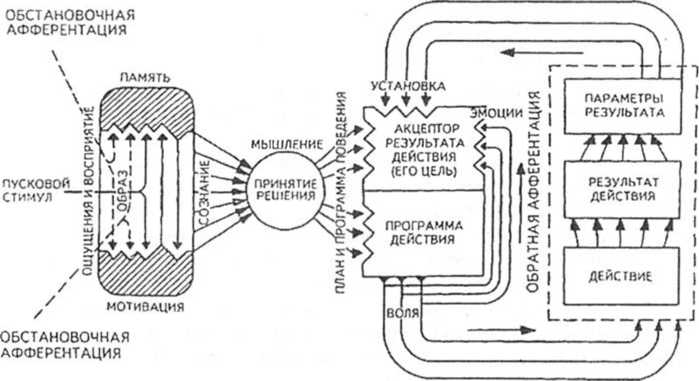 ОБСТАНОВОЧНАЯ
АФФЕРЕНТАЦИЯ
ПАМЯТЬ
ОЩУЩЕНИЯ И ВОСПРИЯТИЕ
ОБРАЗ
ПУСКОВОЙ
СТИМУЛ
МОТИВАЦИЯ
ОБСТАНОВОЧНАЯ
АФФЕРЕНТАЦИЯ
СОЗНАНИЕ
МЫШЛЕНИЕ
ПРИНЯТИЕ
РЕШЕНИЯ
ПЛАН И ПРОГРАММА ПОВЕДЕНИЯ
УСТАНОВКА
ЭМОЦИИ
АКЦЕПТОР
РЕЗУЛЬТАТА
ДЕЙСТВИЯ
(ЕГО ЦЕЛЬ)
ПРОГРАММА
ДЕЙСТВИЯ
ВОЛЯ
ОБРАТНАЯ АФФЕРЕНТАЦИЯ
ПАРАМЕТРЫ
РЕЗУЛЬТАТА
РЕЗУЛЬТАТ
ДЕЙСТВИЯ
ДЕЙСТВИЕ